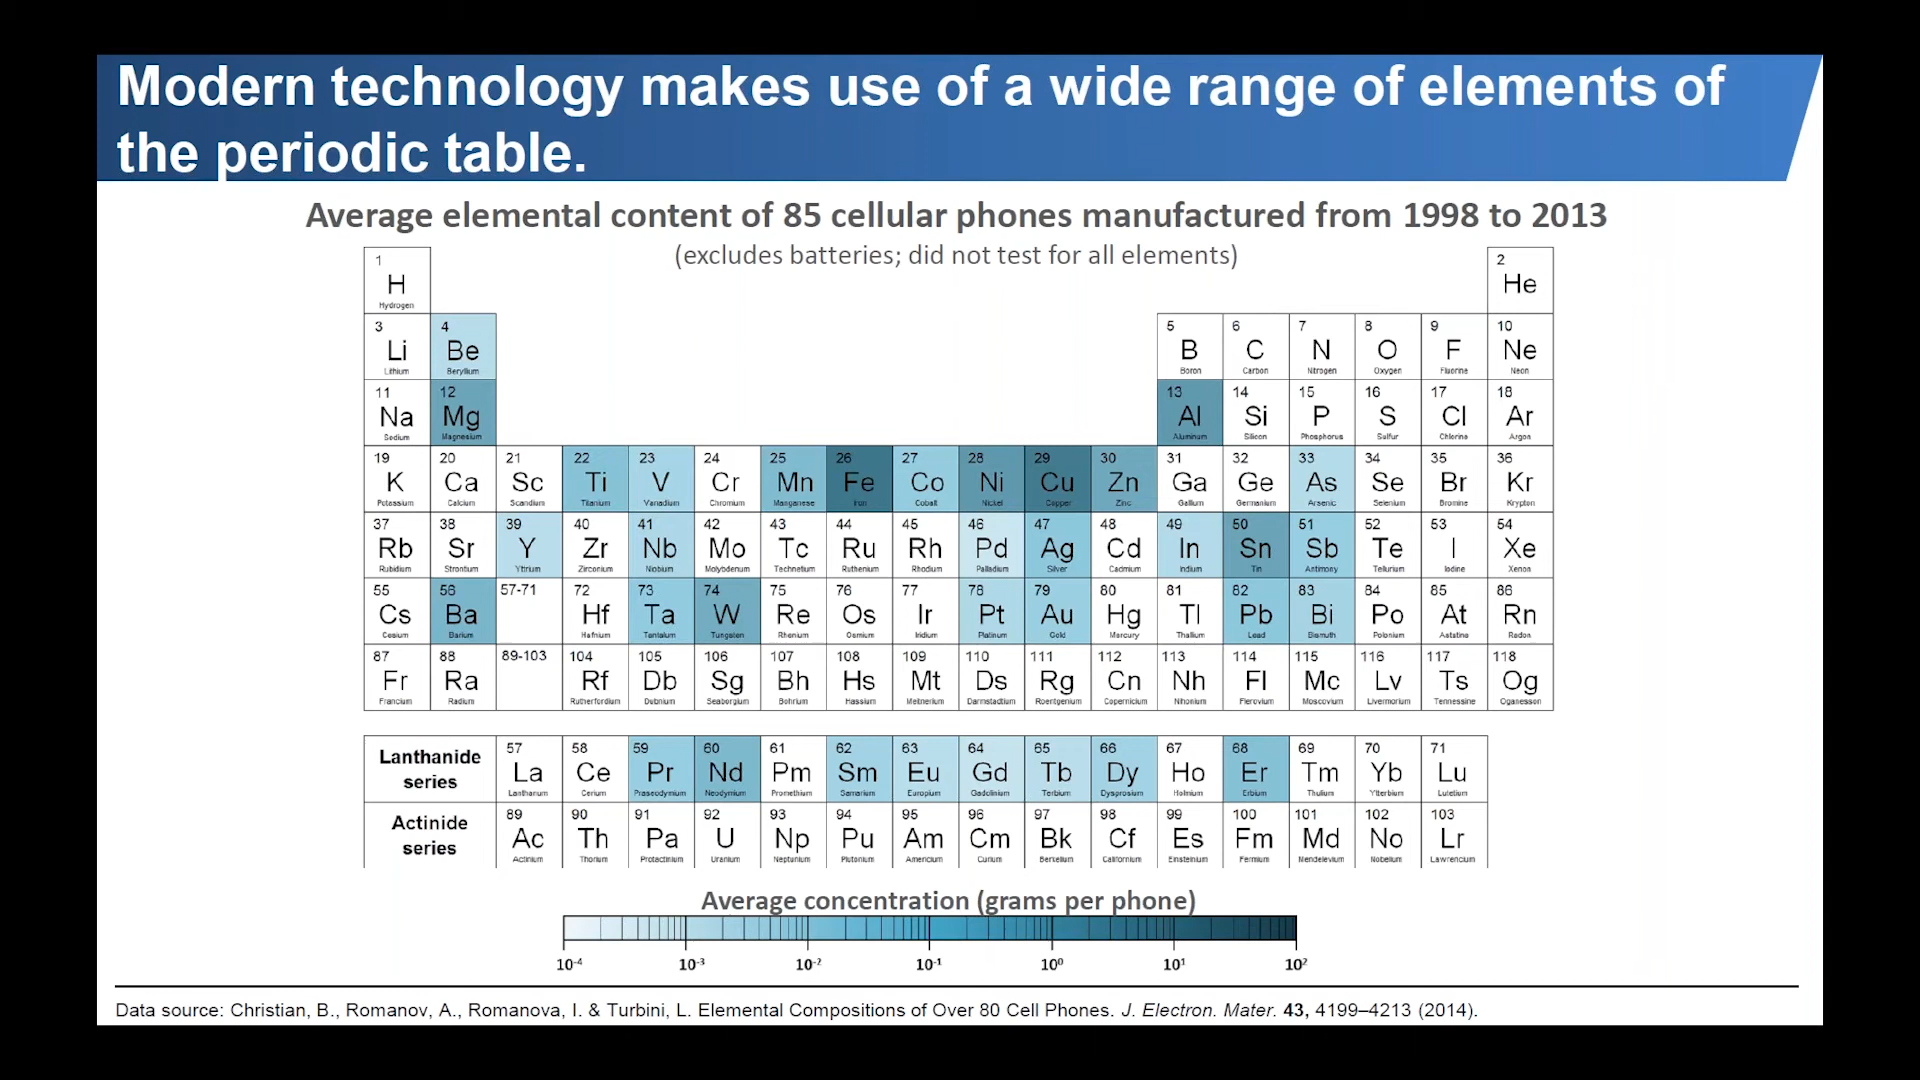 Modern technology makes use of a wide range of elements of
the periodic table.
Average elemental content of 85 cellular phones manufactured from 1998 to 2013
(excludes batteries; did not test for all elements)
1 2
H He
Hydrogen
3 4 5 6 7 8 9 10
Li Be B C N O F Ne
Lithium Beryllium Boron Carbon Nitrogen Oxygen Fluorine Neon
11 12 13 14 15 16 17 18
Na Mg Al Si P S Cl Ar
Sodium Magnesium Aluminum Silicon Phosphorus Sulfur Chlorine Argon
19 20 21 22 23 24 25 26 27 28 29 30 31 32 33 34 35 36
K Ca Sc Ti V Cr Mn Fe Co Ni Cu Zn Ga Ge As Se Br Kr
Potassium Calcium Scandium Titanium Vanadium Chromium Manganese Iron Cobalt Nickel Copper Zinc Gallium Germanium Arsenic Selenium Bromine Krypton
37 38 39 40 41 42 43 44 45 46 47 48 49 50 51 52 53 54
Rb Sr Y Zr Nb Mo Tc Ru Rh Pd Ag Cd In Sn Sb Te I Xe
Rubidium Strontium Yttrium Zirconium Niobium Molybdenum Technetium Ruthenium Rhodium Palladium Silver Cadmium Indium Tin Antimony Tellurium Iodine Xenon
55 56 57-71 72 73 74 75 76 77 78 79 80 81 82 83 84 85 86
Cs Ba Hf Ta W Re Os Ir Pt Au Hg Tl Pb Bi Po At Rn
Cesium Barium Hafnium Tantalum Tungsten Rhenium Osmium Iridium Platinum Gold Mercury Thallium Lead Bismuth Polonium Astatine Radon
87 88 89-103 104 105 106 107 108 109 110 111 112 113 114 115 116 117 118
Fr Ra Rf Db Sg Bh Hs Mt Ds Rg Cn Nh Fl Mc Lv Ts Og
Francium Radium Rutherfordium Dubnium Seaborgium Bohrium Hassium Meitnerium Darmstadtium Roentgenium Copernicium Nihonium Flerovium Moscovium Livermorium Tennessine Oganesson
Lanthanide
series
57 58 59 60 61 62 63 64 65 66 67 68 69 70 71
La Ce Pr Nd Pm Sm Eu Gd Tb Dy Ho Er Tm Yb Lu
Lanthanum Cerium Praseodymium Neodymium Promethium Samarium Europium Gadolinium Terbium Dysprosium Holmium Erbium Thulium Ytterbium Lutetium
Actinide
series
89 90 91 92 93 94 95 96 97 98 99 100 101 102 103
Ac Th Pa U Np Pu Am Cm Bk Cf Es Fm Md No Lr
Actinium Thorium Protactinium Uranium Neptunium Plutonium Americium Curium Berkelium Californium Einsteinium Fermium Mendelevium Nobelium Lawrencium
Average concentration (grams per phone)
10⁻⁴ 10⁻³ 10⁻² 10⁻¹ 10⁰ 10¹ 10²
Data source: Christian, B., Romanov, A., Romanova, I. & Turbini, L. Elemental Compositions of Over 80 Cell Phones. J. Electron. Mater. 43, 4199–4213 (2014).